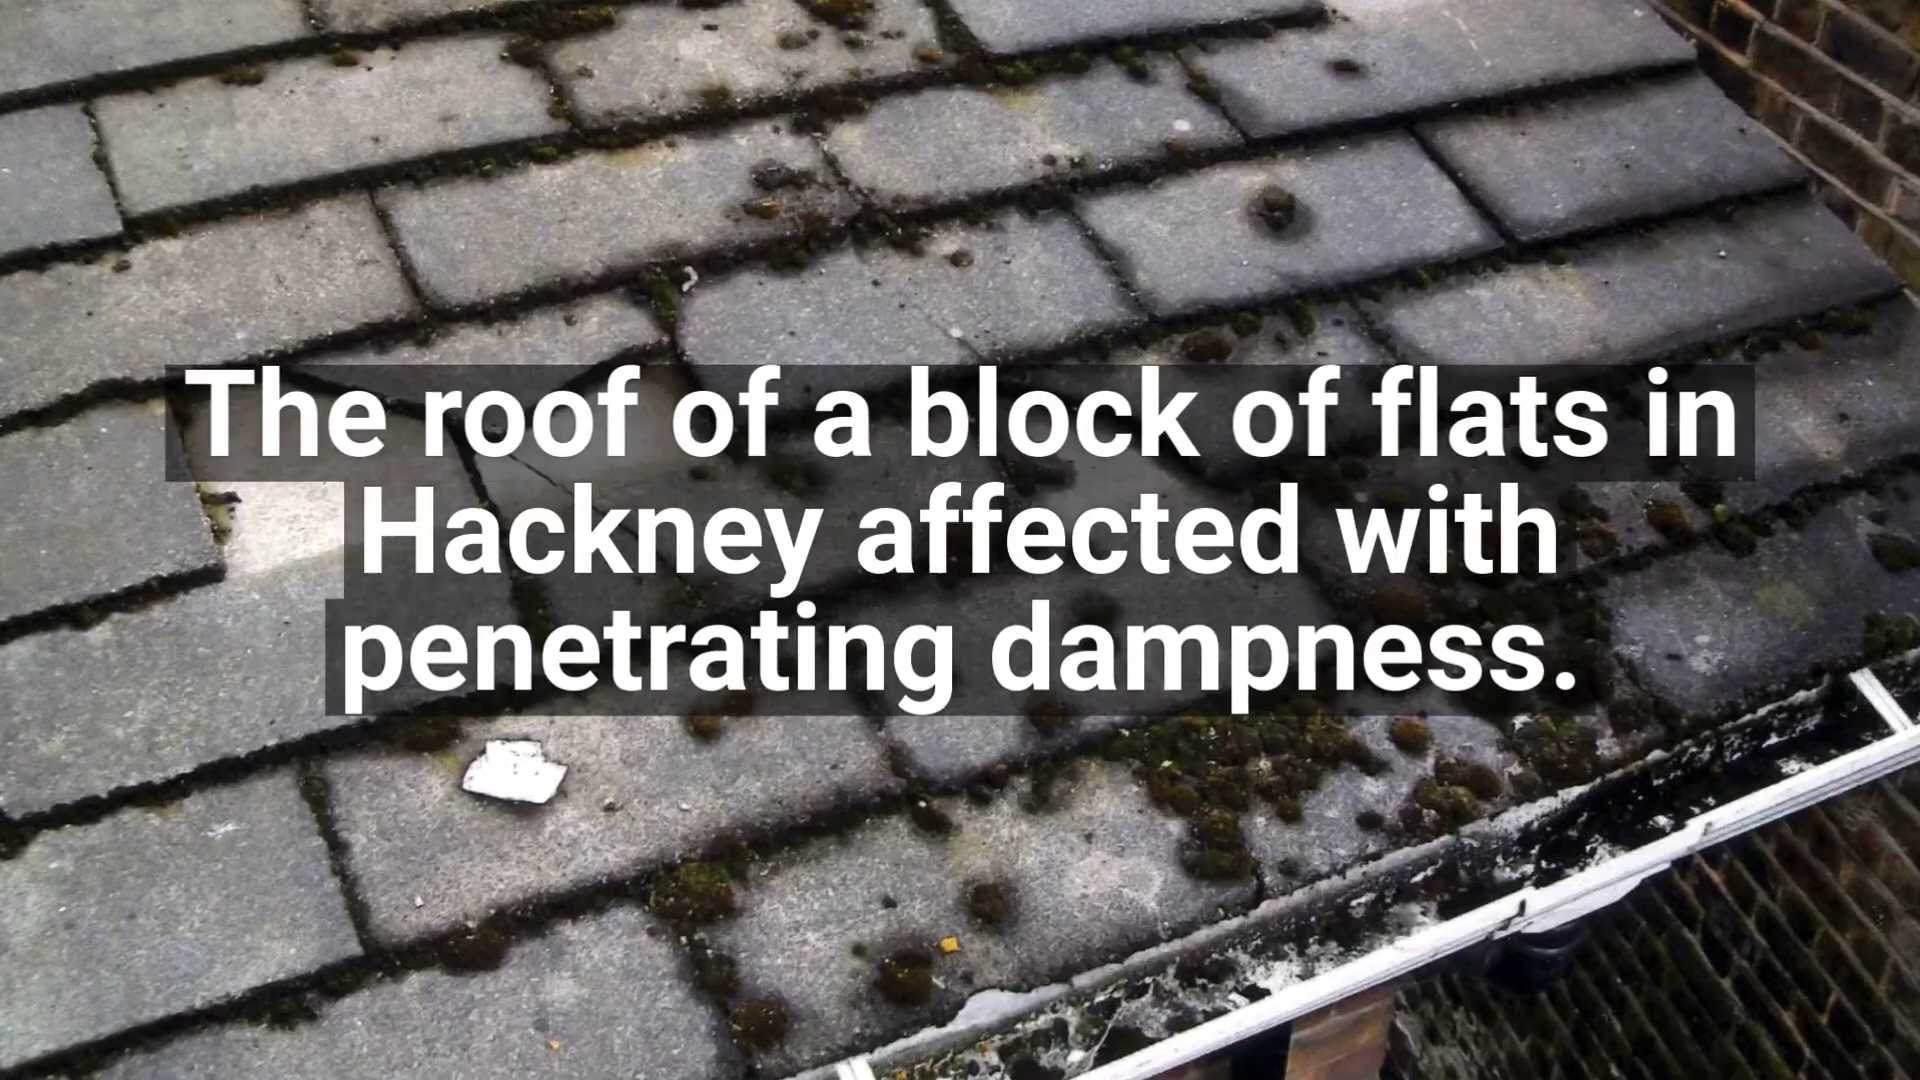 The roof of a block of flats in
Hackney affected with
penetrating dampness.